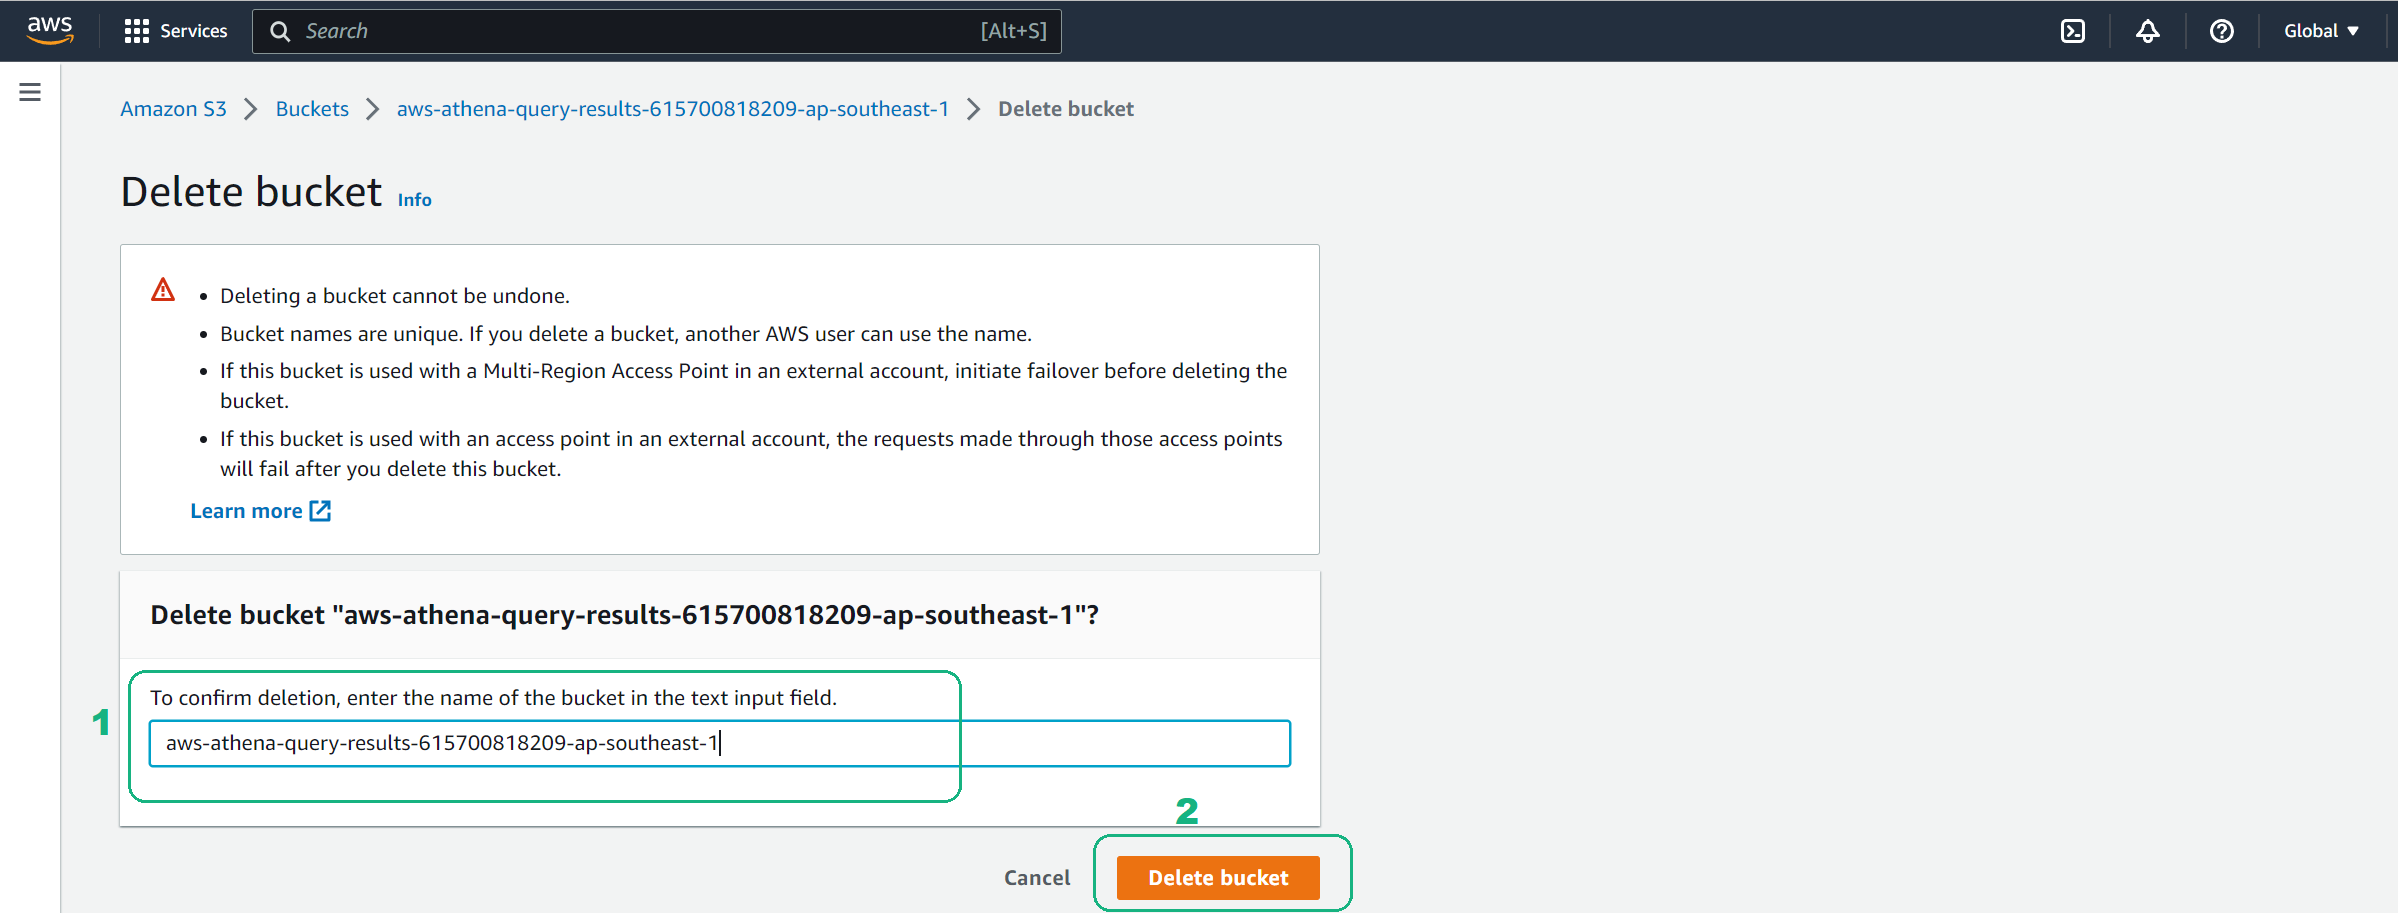 aws
Services
Search
[Alt+S]
Global
Amazon S3
Buckets
aws-athena-query-results-615700818209-ap-southeast-1
Delete bucket
Delete bucket
Info
Deleting a bucket cannot be undone.
Bucket names are unique. If you delete a bucket, another AWS user can use the name.
If this bucket is used with a Multi-Region Access Point in an external account, initiate failover before deleting the
bucket.
If this bucket is used with an access point in an external account, the requests made through those access points
will fail after you delete this bucket.
Learn more
Delete bucket "aws-athena-query-results-615700818209-ap-southeast-1"?
To confirm deletion, enter the name of the bucket in the text input field.
1
aws-athena-query-results-615700818209-ap-southeast-1
2
Cancel
Delete bucket